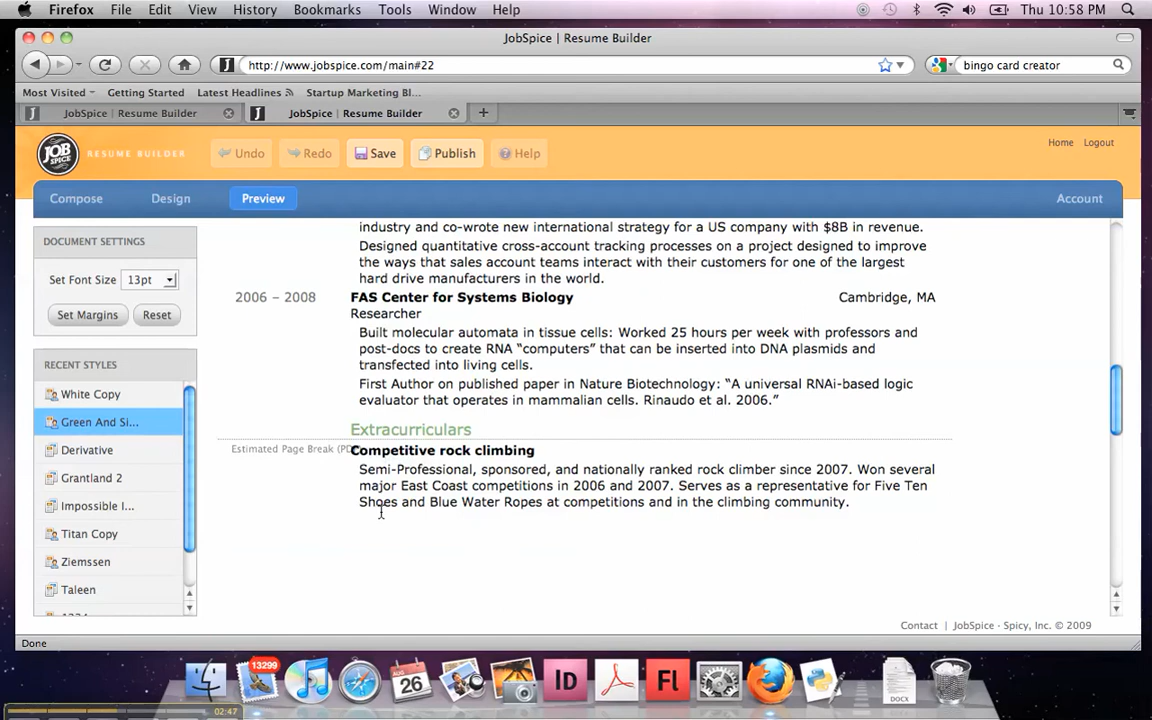 Firefox File Edit View History Bookmarks Tools Window Help Thu 10:58 PM
JobSpice | Resume Builder
http://www.jobspice.com/main#22 bingo card creator
Most Visited Getting Started Latest Headlines Startup Marketing Bl...
JobSpice | Resume Builder JobSpice | Resume Builder
JOB SPICE RESUME BUILDER Undo Redo Save Publish Help Home Logout
Compose Design Preview Account
DOCUMENT SETTINGS
Set Font Size 13pt
Set Margins Reset
RECENT STYLES
White Copy
Green And Si...
Derivative
Grantland 2
Impossible I...
Titan Copy
Ziemssen
Taleen
industry and co-wrote new international strategy for a US company with $8B in revenue.
Designed quantitative cross-account tracking processes on a project designed to improve
the ways that sales account teams interact with their customers for one of the largest
hard drive manufacturers in the world.
2006 – 2008 FAS Center for Systems Biology Cambridge, MA
Researcher
Built molecular automata in tissue cells: Worked 25 hours per week with professors and
post-docs to create RNA “computers” that can be inserted into DNA plasmids and
transfected into living cells.
First Author on published paper in Nature Biotechnology: “A universal RNAi-based logic
evaluator that operates in mammalian cells. Rinaudo et al. 2006.”
Extracurriculars
Estimated Page Break (PD Competitive rock climbing
Semi-Professional, sponsored, and nationally ranked rock climber since 2007. Won several
major East Coast competitions in 2006 and 2007. Serves as a representative for Five Ten
Shoes and Blue Water Ropes at competitions and in the climbing community.
Contact | JobSpice - Spicy, Inc. © 2009
Done
13299
AUG
26 ID Fl
DOCX
02:47